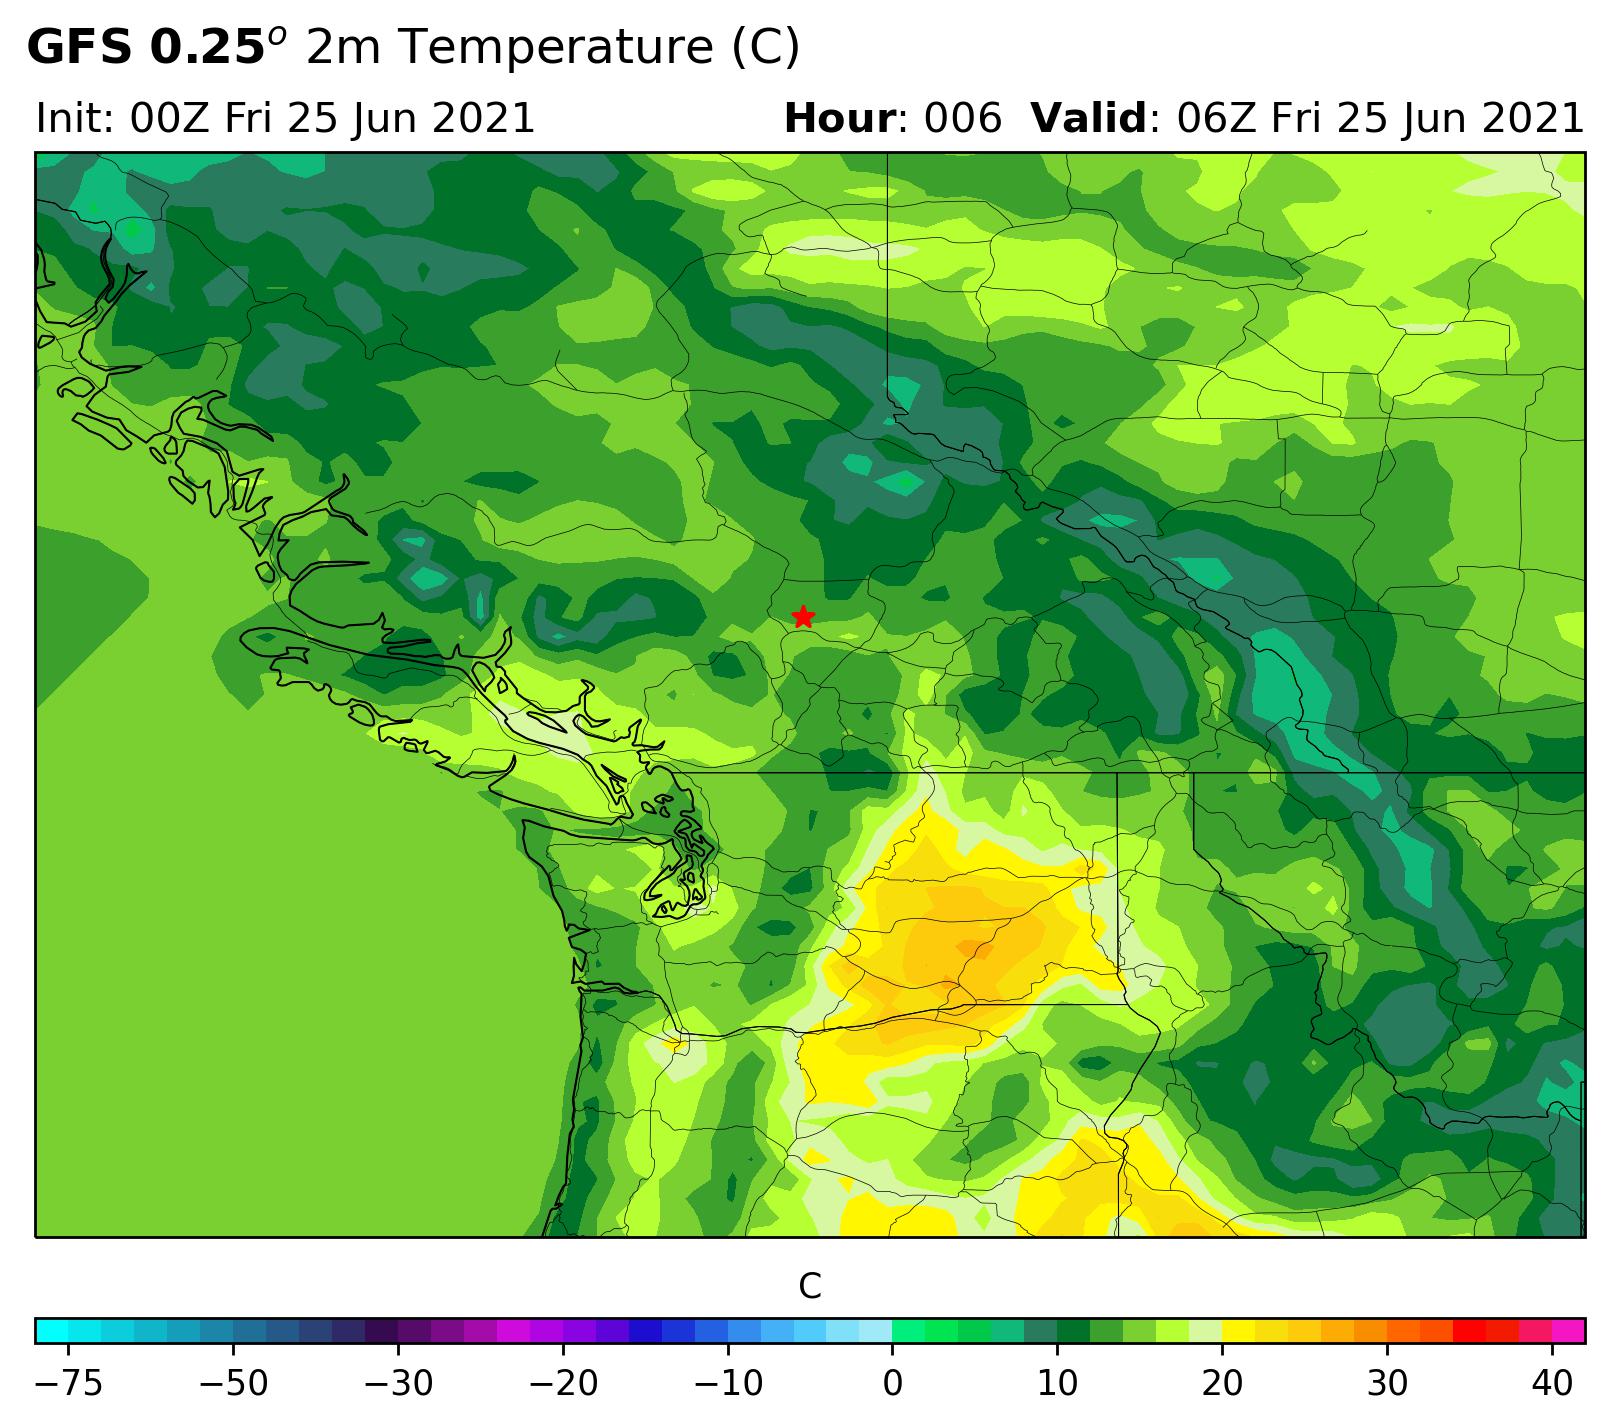 GFS 0.25° 2m Temperature (C)
Init: 00Z Fri 25 Jun 2021 Hour: 006 Valid: 06Z Fri 25 Jun 2021
C
−75 −50 −30 −20 −10 0 10 20 30 40